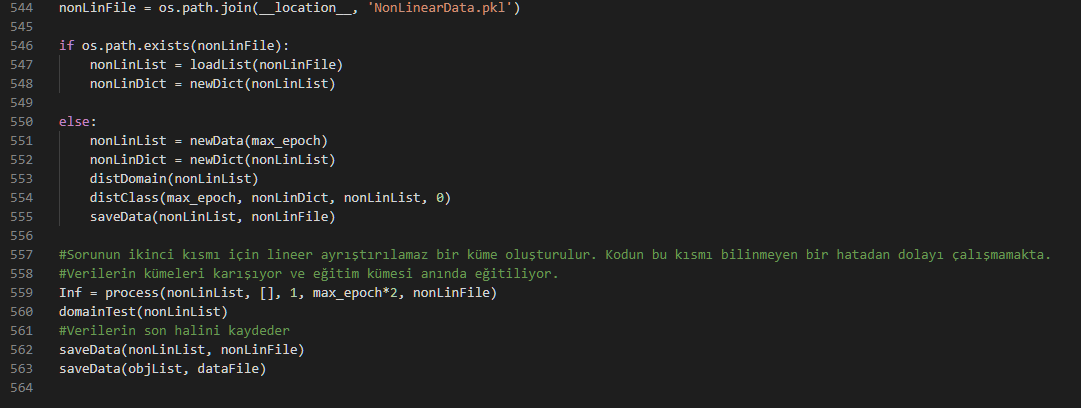 544 nonLinFile = os.path.join(__location__, 'NonLinearData.pkl')
545
546 if os.path.exists(nonLinFile):
547 nonLinList = loadList(nonLinFile)
548 nonLinDict = newDict(nonLinList)
549
550 else:
551 nonLinList = newData(max_epoch)
552 nonLinDict = newDict(nonLinList)
553 distDomain(nonLinList)
554 distClass(max_epoch, nonLinDict, nonLinList, 0)
555 saveData(nonLinList, nonLinFile)
556
557 #Sorunun ikinci kısmı için lineer ayrıştırılamaz bir küme oluşturulur. Kodun bu kısmı bilinmeyen bir hatadan dolayı çalışmamakta.
558 #Verilerin kümeleri karışıyor ve eğitim kümesi anında eğitiliyor.
559 Inf = process(nonLinList, [], 1, max_epoch*2, nonLinFile)
560 domainTest(nonLinList)
561 #Verilerin son halini kaydeder
562 saveData(nonLinList, nonLinFile)
563 saveData(objList, dataFile)
564